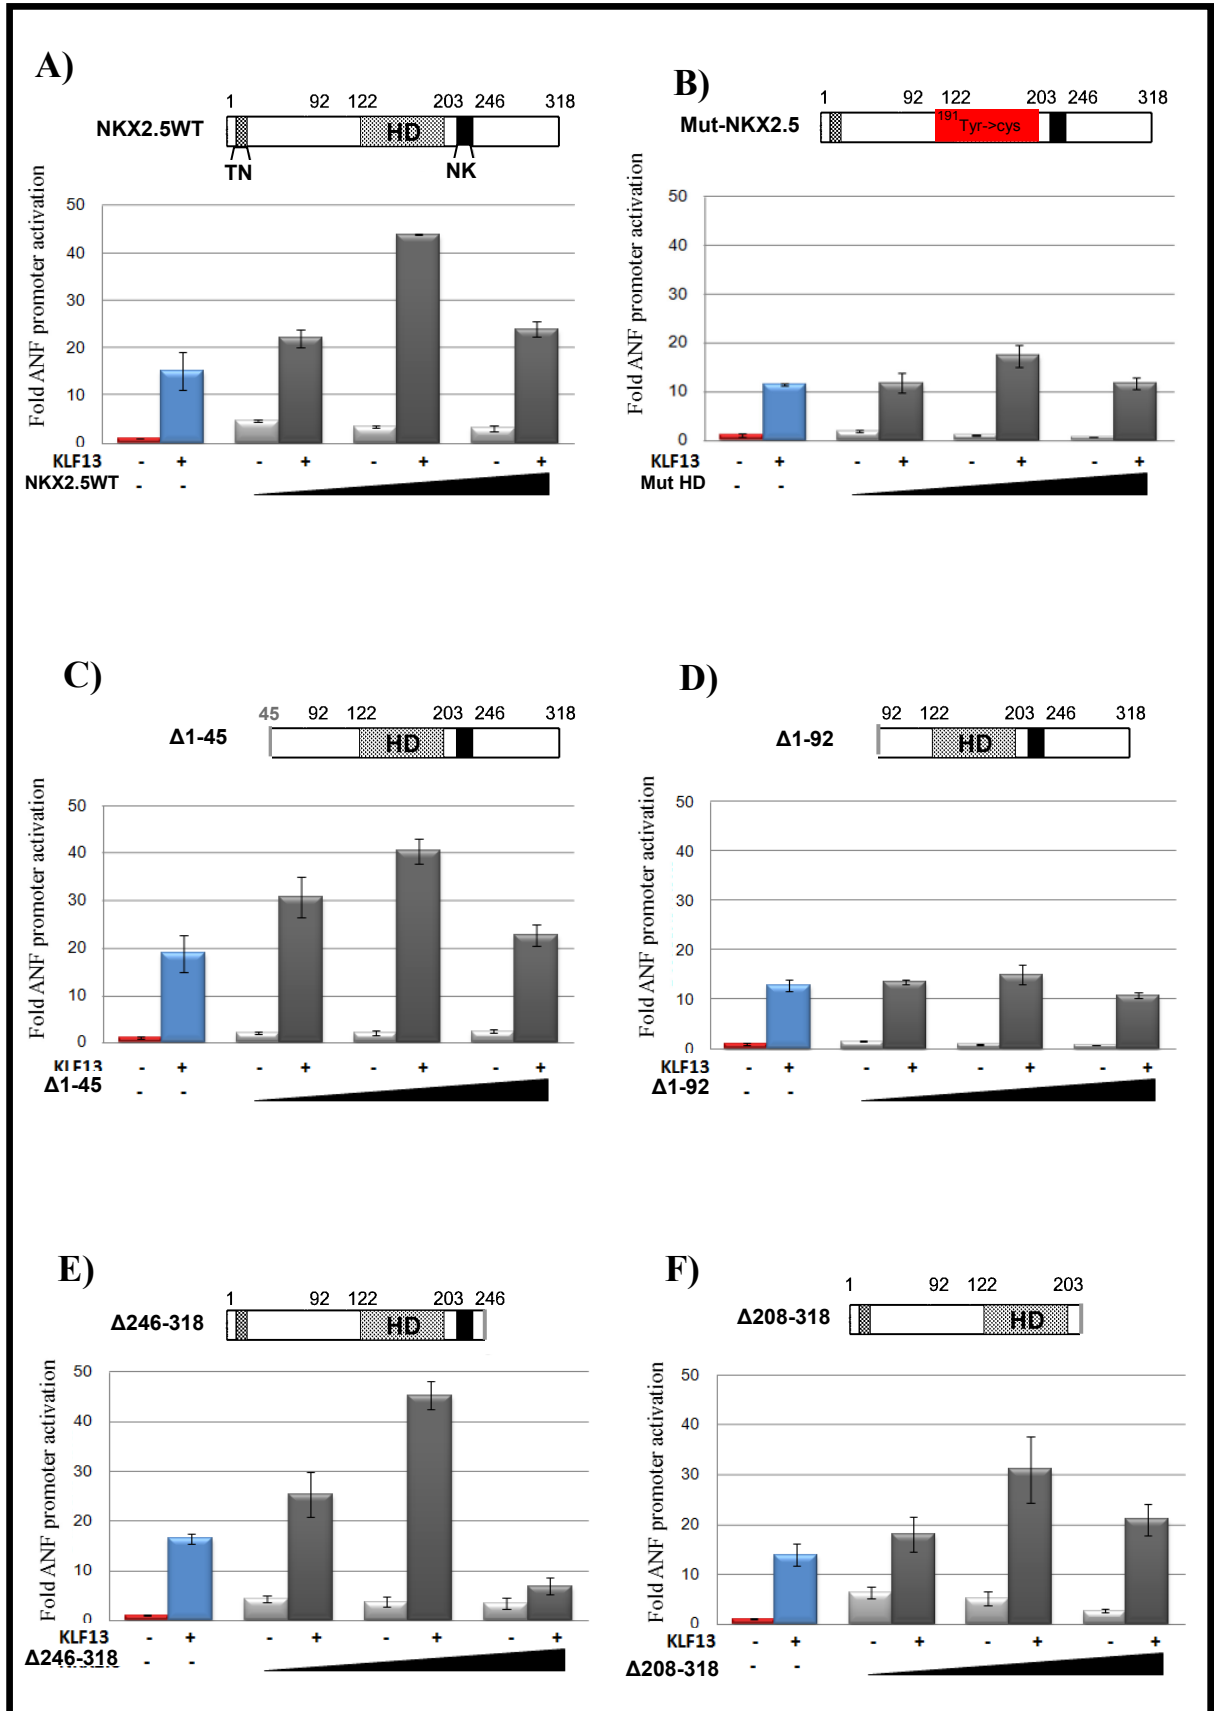 A)
1 92 122 203 246 318
NKX2.5WT
HD
TN NK
Fold ANF promoter activation
50
40
30
20
10
0
KLF13 - + - + - + - +
NKX2.5WT - -
B)
1 92 122 203 246 318
Mut-NKX2.5
191Tyr->cys
Fold ANF promoter activation
50
40
30
20
10
0
KLF13 - + - + - + - +
Mut HD - -
C)
45 92 122 203 246 318
Δ1-45
HD
Fold ANF promoter activation
50
40
30
20
10
0
KLF13 - + - + - + - +
Δ1-45 - -
D)
92 122 203 246 318
Δ1-92
HD
Fold ANF promoter activation
50
40
30
20
10
0
KLF13 - + - + - + - +
Δ1-92 - -
E)
1 92 122 203 246
Δ246-318
HD
Fold ANF promoter activation
50
40
30
20
10
0
KLF13 - + - + - + - +
Δ246-318 - -
F)
1 92 122 203
Δ208-318
HD
Fold ANF promoter activation
50
40
30
20
10
0
KLF13 - + - + - + - +
Δ208-318 - -